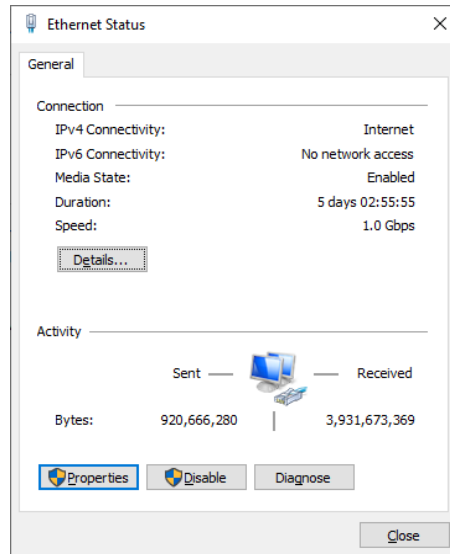 Ethernet Status
General
Connection
IPv4 Connectivity: Internet
IPv6 Connectivity: No network access
Media State: Enabled
Duration: 5 days 02:55:55
Speed: 1.0 Gbps
Details...
Activity
Sent Received
Bytes: 920,666,280 3,931,673,369
Properties Disable Diagnose
Close